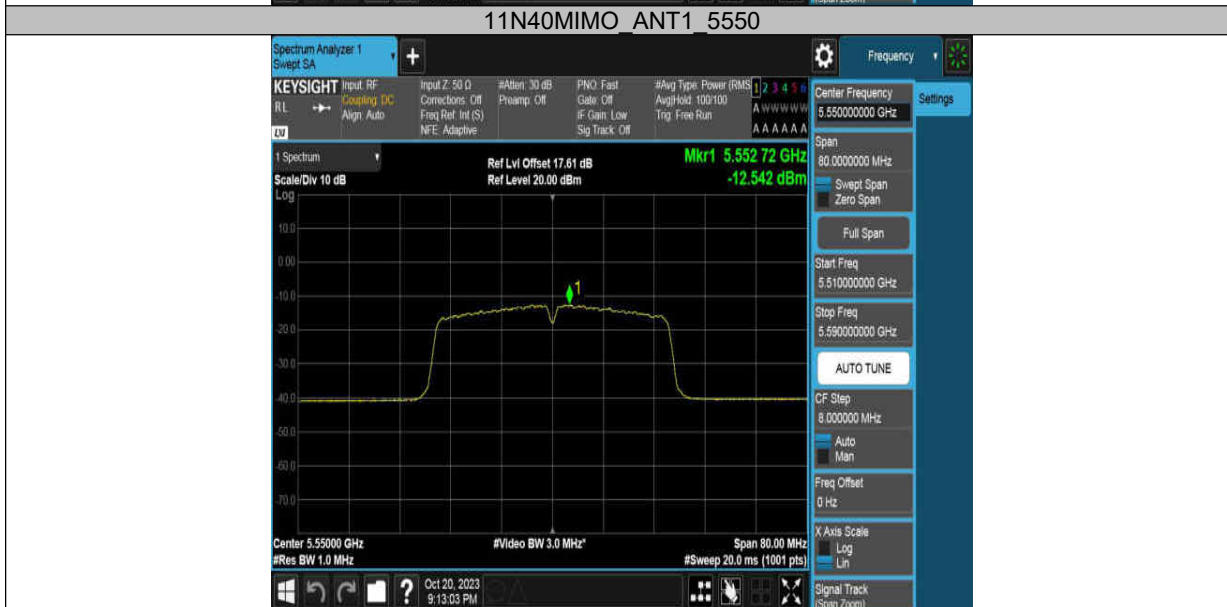 11N40MIMO_ANT1_5550
Spectrum Analyzer 1
Swept SA
+
Frequency
KEYSIGHT
RL
LXI
Input: RF
Coupling: DC
Align: Auto
Input Z: 50 Ω
Corrections: Off
Freq Ref: Int (S)
NFE: Adaptive
#Atten: 30 dB
Preamp: Off
PNO: Fast
Gate: Off
IF Gain: Low
Sig Track: Off
#Avg Type: Power (RMS
Avg|Hold: 100/100
Trig: Free Run
1 2 3 4 5 6
A W W W W W
A A A A A A
Settings
1 Spectrum
Scale/Div 10 dB
Log
Ref Lvl Offset 17.61 dB
Ref Level 20.00 dBm
Mkr1 5.552 72 GHz
-12.542 dBm
10.0
0.00
-10.0
-20.0
-30.0
-40.0
-50.0
-60.0
-70.0
1
Center 5.55000 GHz
#Res BW 1.0 MHz
#Video BW 3.0 MHz*
Span 80.00 MHz
#Sweep 20.0 ms (1001 pts)
Center Frequency
5.550000000 GHz
Span
80.0000000 MHz
Swept Span
Zero Span
Full Span
Start Freq
5.510000000 GHz
Stop Freq
5.590000000 GHz
AUTO TUNE
CF Step
8.000000 MHz
Auto
Man
Freq Offset
0 Hz
X Axis Scale
Log
Lin
Signal Track
(Span Zoom)
?
Oct 20, 2023
9:13:03 PM